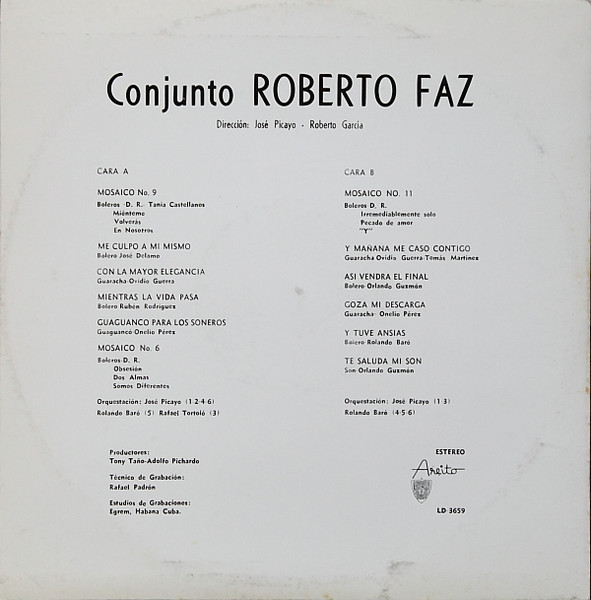 Conjunto ROBERTO FAZ
Dirección: José Picayo - Roberto García
CARA A
MOSAICO No. 9
Boleros - D. R. - Tania Castellanos
Miénteme
Volverás
En Nosotros
ME CULPO A MI MISMO
Bolero-José Delamo
CON LA MAYOR ELEGANCIA
Guaracha-Ovidio Guerra
MIENTRAS LA VIDA PASA
Bolero-Rubén Rodríguez
GUAGUANCO PARA LOS SONEROS
Guaguancó-Onelio Pérez
MOSAICO No. 6
Boleros-D. R.
Obsesión
Dos Almas
Somos Diferentes
Orquestación: José Picayo (1-2-4-6)
Rolando Baró (5) Rafael Tortoló (3)
CARA B
MOSAICO NO. 11
Boleros D. R.
Irremediablemente solo
Pecado de amor
"Y"
Y MAÑANA ME CASO CONTIGO
Guaracha-Ovidio Guerra-Tomás Martínez
ASI VENDRA EL FINAL
Bolero-Orlando Guzmán
GOZA MI DESCARGA
Guaracha- Onelio Pérez
Y TUVE ANSIAS
Bolero-Rolando Baró
TE SALUDA MI SON
Son-Orlando Guzmán
Orquestación: José Picayo (1-3)
Rolando Baró (4-5-6)
Productores:
Tony Taño-Adolfo Pichardo
Técnico de Grabación:
Rafael Padrón
Estudios de Grabaciones:
Egrem, Habana Cuba.
ESTEREO
Areito
LD-3659